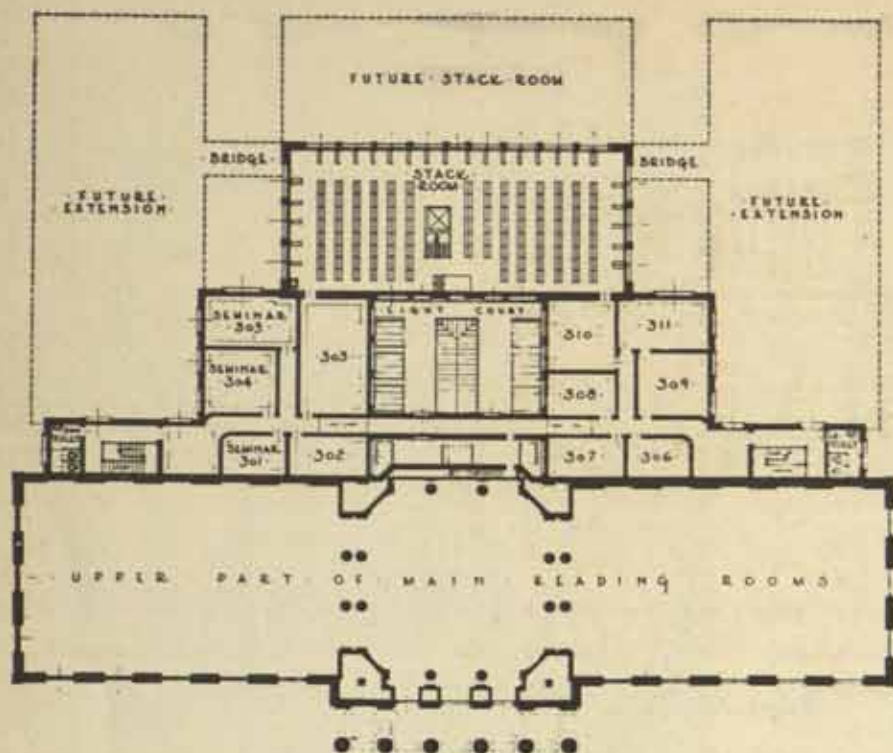 FUTURE · STACK · ROOM
· BRIDGE ·
BRIDGE
STACK
ROOM
· FUTURE ·
EXTENSION ·
· FUTURE ·
· EXTENSION
SEMINAR
· 305 ·
LIGHT COURT
303
310
311
SEMINAR
304
· 308 ·
309
SEMINAR
301
302
307
306
UPPER · PART · OF · MAIN · READING · ROOMS